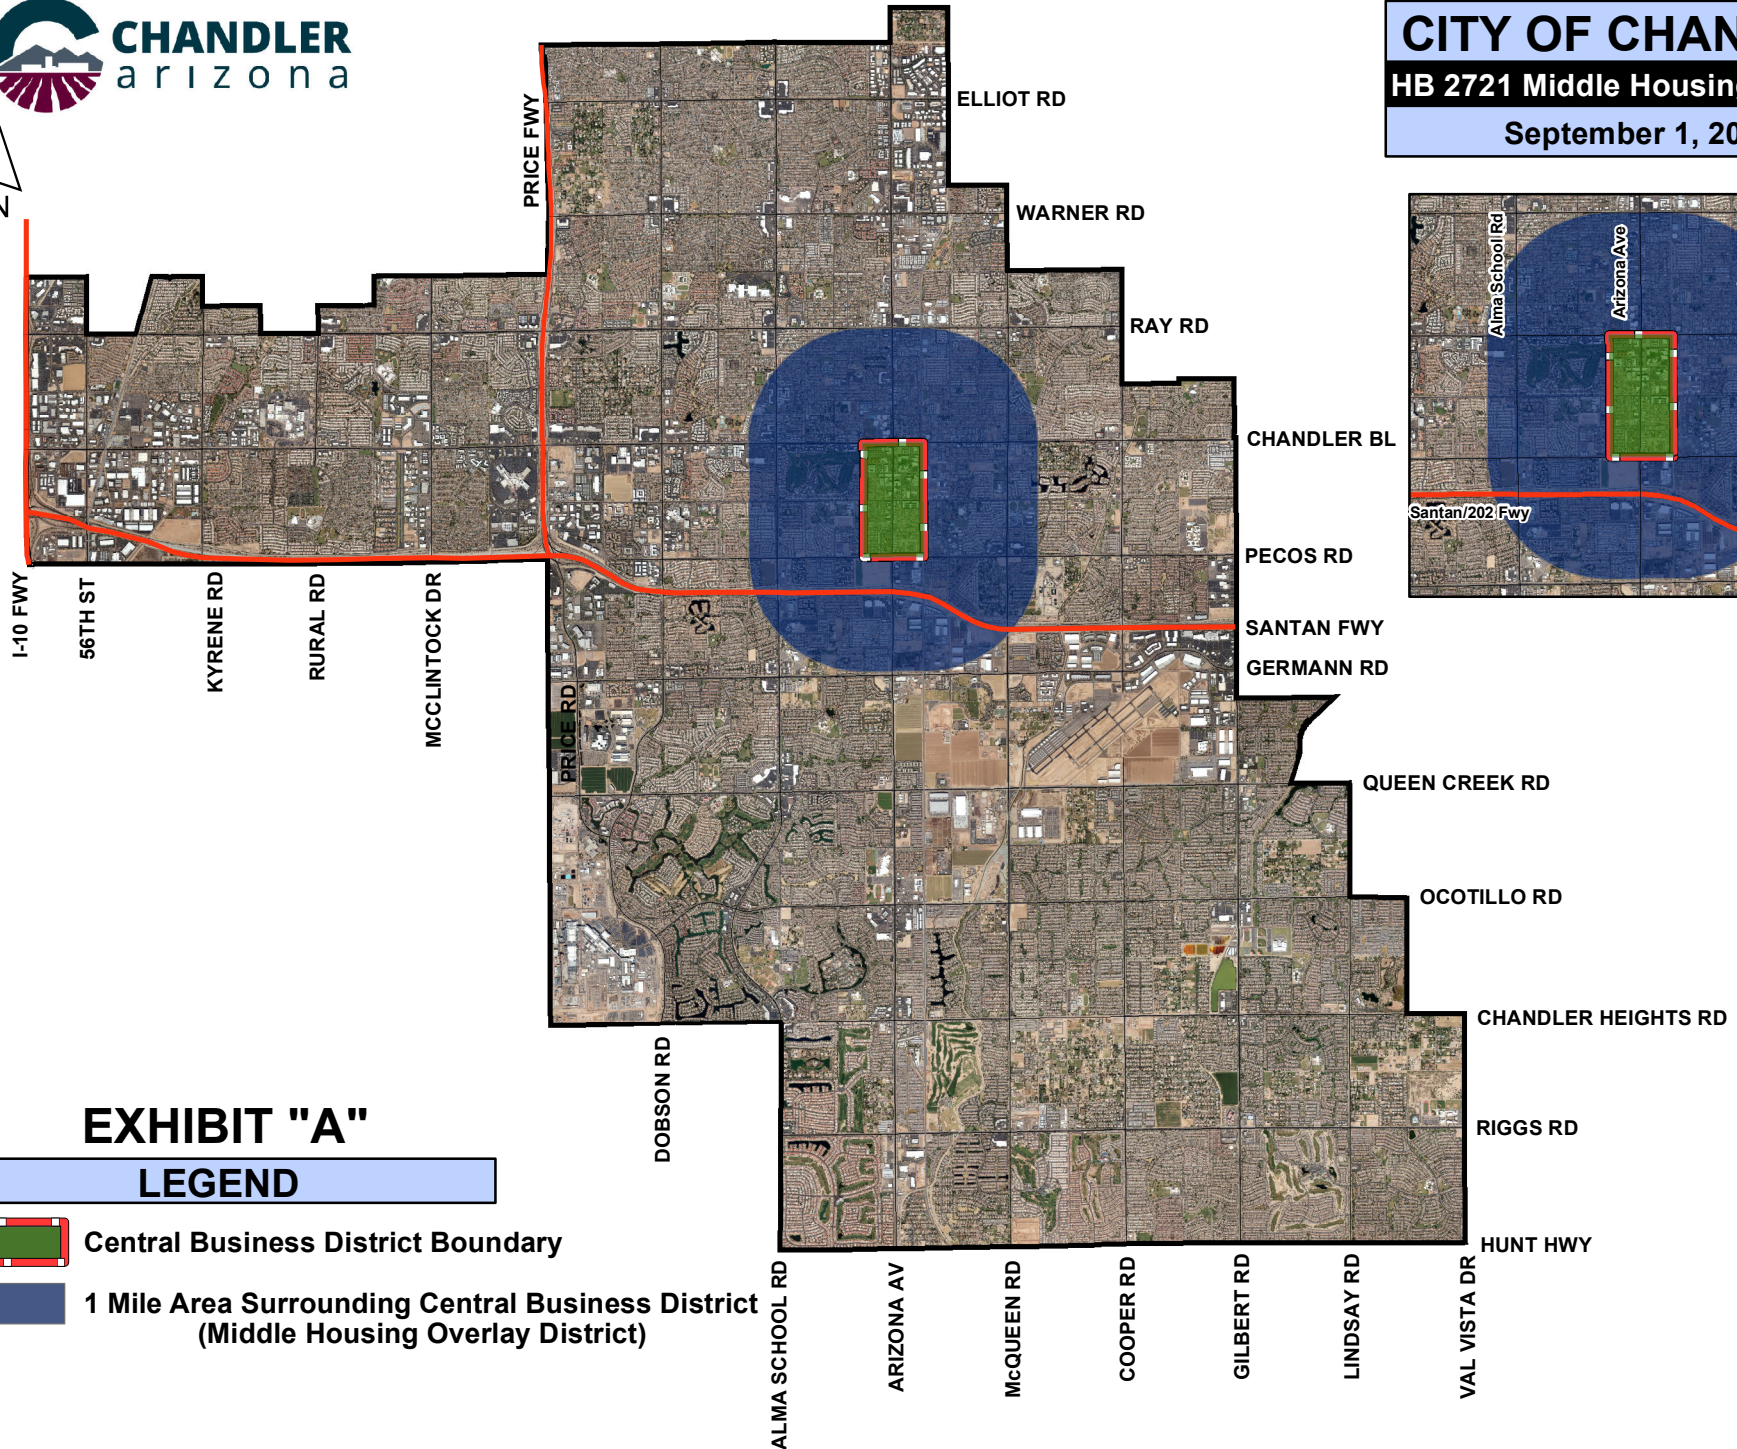 CHANDLER
arizona
CITY OF CHAN
HB 2721 Middle Housing
September 1, 20
N
PRICE FWY
ELLIOT RD
WARNER RD
RAY RD
CHANDLER BL
PECOS RD
SANTAN FWY
GERMANN RD
QUEEN CREEK RD
OCOTILLO RD
CHANDLER HEIGHTS RD
RIGGS RD
HUNT HWY
Alma School Rd
Arizona Ave
Santan/202 Fwy
I-10 FWY
56TH ST
KYRENE RD
RURAL RD
MCCLINTOCK DR
PRICE RD
DOBSON RD
ALMA SCHOOL RD
ARIZONA AV
McQUEEN RD
COOPER RD
GILBERT RD
LINDSAY RD
VAL VISTA DR
EXHIBIT "A"
LEGEND
Central Business District Boundary
1 Mile Area Surrounding Central Business District
(Middle Housing Overlay District)